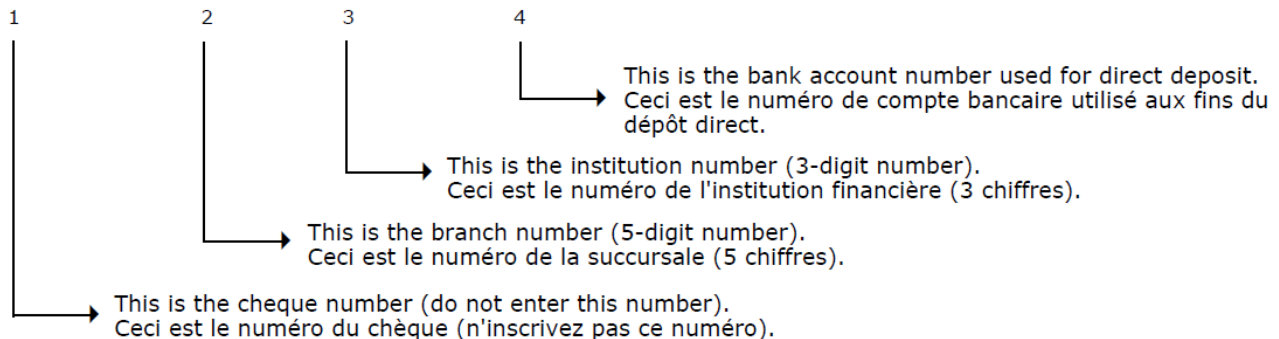 1 2 3 4
This is the bank account number used for direct deposit.
Ceci est le numéro de compte bancaire utilisé aux fins du
dépôt direct.
This is the institution number (3-digit number).
Ceci est le numéro de l'institution financière (3 chiffres).
This is the branch number (5-digit number).
Ceci est le numéro de la succursale (5 chiffres).
This is the cheque number (do not enter this number).
Ceci est le numéro du chèque (n'inscrivez pas ce numéro).